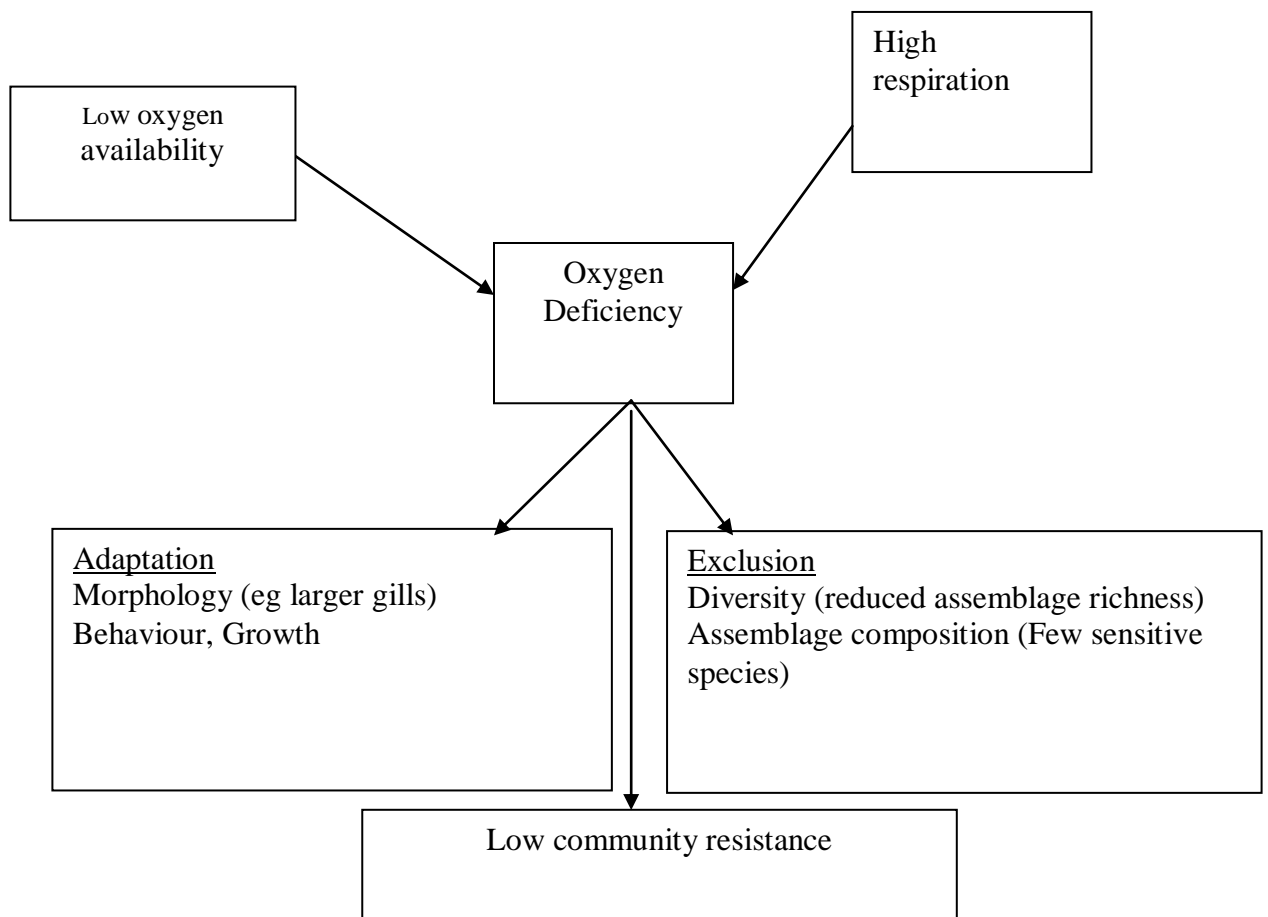 High
respiration
Low oxygen
availability
Oxygen
Deficiency
Adaptation
Morphology (eg larger gills)
Behaviour, Growth
Exclusion
Diversity (reduced assemblage richness)
Assemblage composition (Few sensitive
species)
Low community resistance